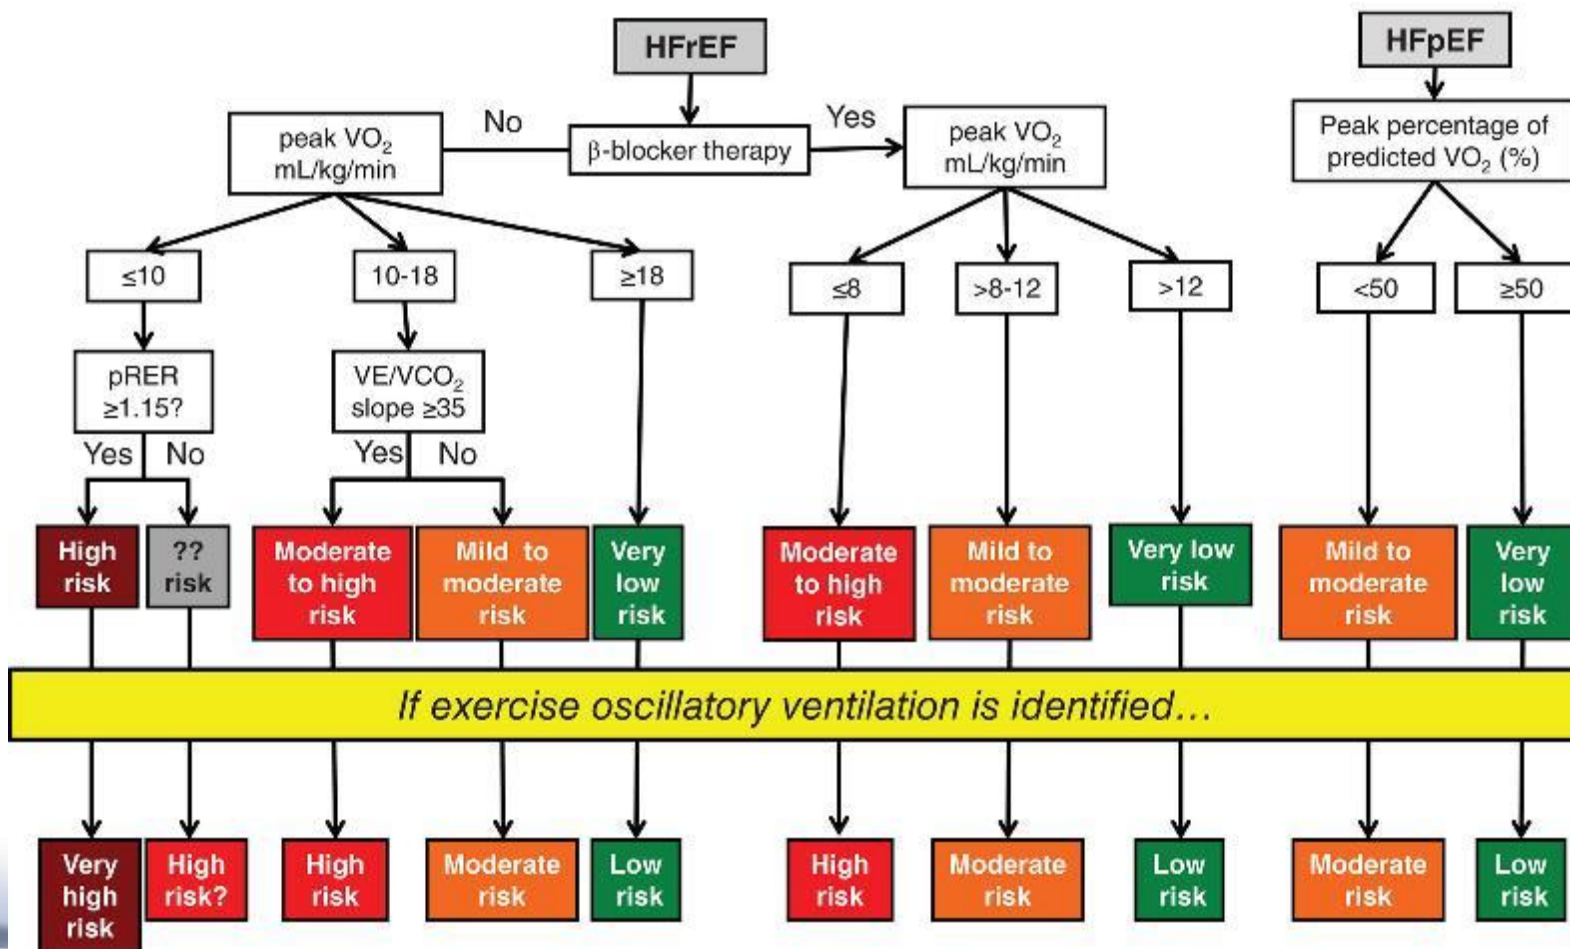 HFrEF
HFpEF
No
β-blocker therapy
Yes
peak VO₂
mL/kg/min
peak VO₂
mL/kg/min
Peak percentage of
predicted VO₂ (%)
≤10
10-18
≥18
≤8
>8-12
>12
<50
≥50
pRER
≥1.15?
VE/VCO₂
slope ≥35
Yes
No
Yes
No
High
risk
??
risk
Moderate
to high
risk
Mild to
moderate
risk
Very
low
risk
Moderate
to high
risk
Mild to
moderate
risk
Very low
risk
Mild to
moderate
risk
Very
low
risk
If exercise oscillatory ventilation is identified…
Very
high
risk
High
risk?
High
risk
Moderate
risk
Low
risk
High
risk
Moderate
risk
Low
risk
Moderate
risk
Low
risk